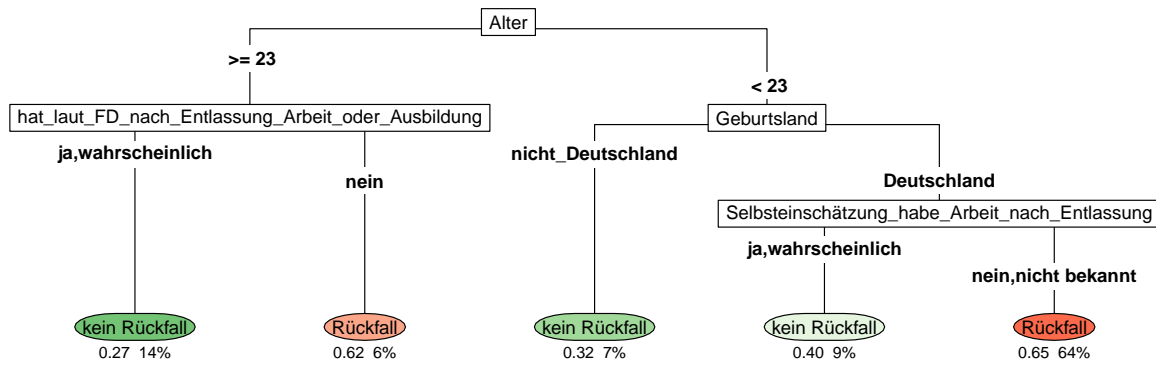 Alter
>= 23
< 23
hat_laut_FD_nach_Entlassung_Arbeit_oder_Ausbildung
Geburtsland
ja,wahrscheinlich
nein
nicht_Deutschland
Deutschland
Selbsteinschätzung_habe_Arbeit_nach_Entlassung
ja,wahrscheinlich
nein,nicht bekannt
kein Rückfall
0.27 14%
Rückfall
0.62 6%
kein Rückfall
0.32 7%
kein Rückfall
0.40 9%
Rückfall
0.65 64%